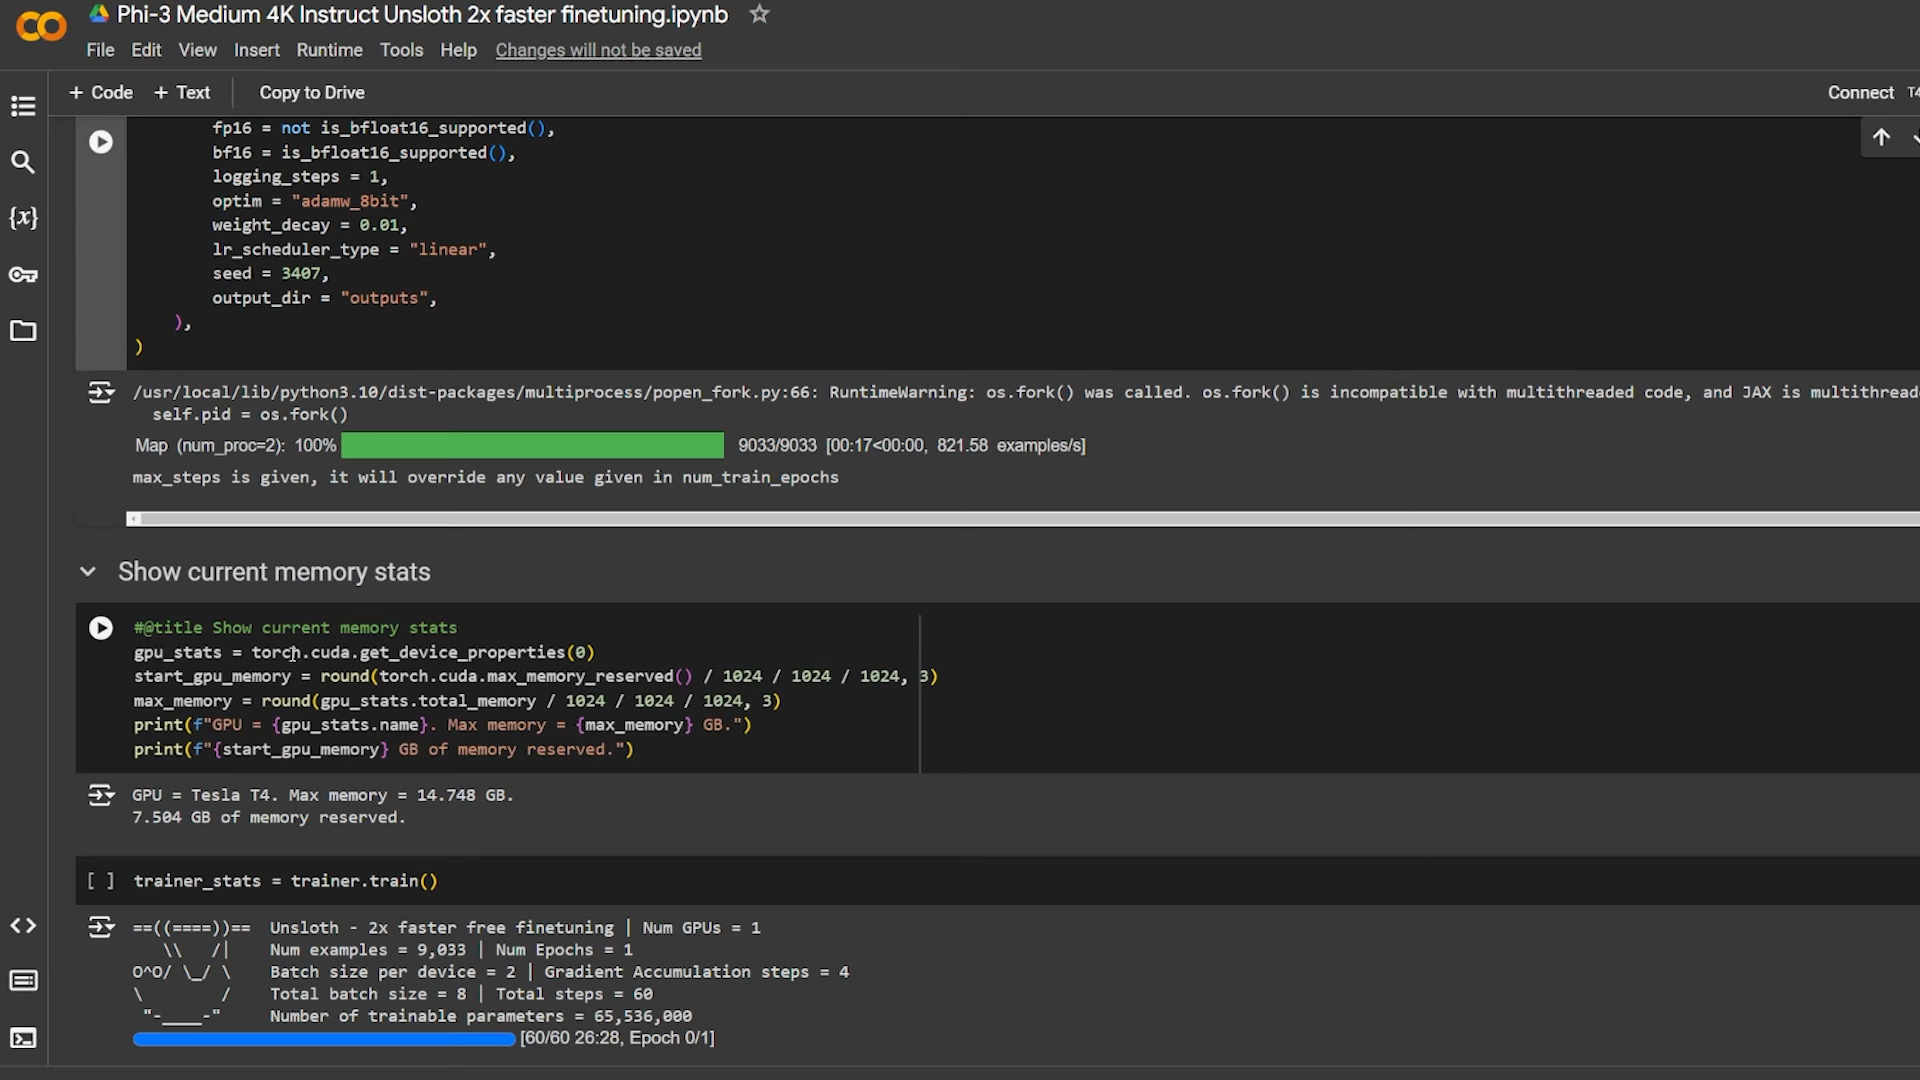 Phi-3 Medium 4K Instruct Unsloth 2x faster finetuning.ipynb
File Edit View Insert Runtime Tools Help Changes will not be saved
+ Code + Text Copy to Drive Connect T4
fp16 = not is_bfloat16_supported(),
bf16 = is_bfloat16_supported(),
logging_steps = 1,
optim = "adamw_8bit",
weight_decay = 0.01,
lr_scheduler_type = "linear",
seed = 3407,
output_dir = "outputs",
),
)
/usr/local/lib/python3.10/dist-packages/multiprocess/popen_fork.py:66: RuntimeWarning: os.fork() was called. os.fork() is incompatible with multithreaded code, and JAX is multithread
self.pid = os.fork()
Map (num_proc=2): 100% 9033/9033 [00:17<00:00, 821.58 examples/s]
max_steps is given, it will override any value given in num_train_epochs
Show current memory stats
#@title Show current memory stats
gpu_stats = torch.cuda.get_device_properties(0)
start_gpu_memory = round(torch.cuda.max_memory_reserved() / 1024 / 1024 / 1024, 3)
max_memory = round(gpu_stats.total_memory / 1024 / 1024 / 1024, 3)
print(f"GPU = {gpu_stats.name}. Max memory = {max_memory} GB.")
print(f"{start_gpu_memory} GB of memory reserved.")
GPU = Tesla T4. Max memory = 14.748 GB.
7.504 GB of memory reserved.
[ ] trainer_stats = trainer.train()
==((====))== Unsloth - 2x faster free finetuning | Num GPUs = 1
\\ /| Num examples = 9,033 | Num Epochs = 1
O^O/ \_/ \ Batch size per device = 2 | Gradient Accumulation steps = 4
\ / Total batch size = 8 | Total steps = 60
"-____-" Number of trainable parameters = 65,536,000
[60/60 26:28, Epoch 0/1]